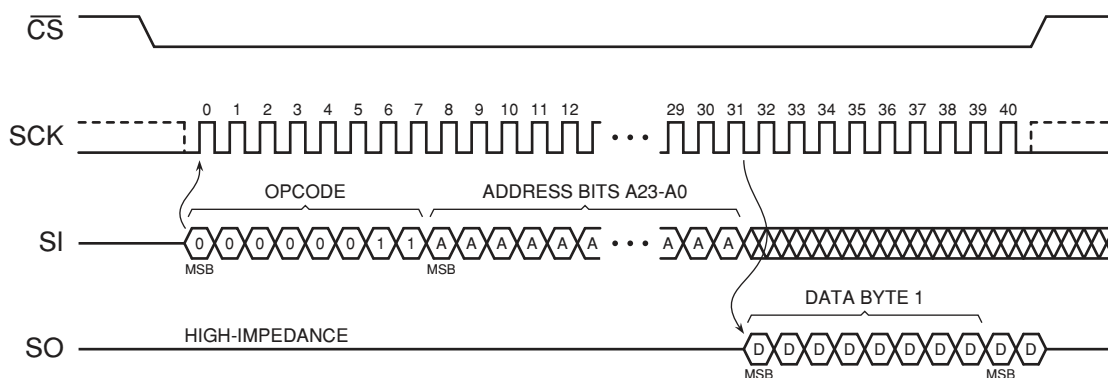 CS
0 1 2 3 4 5 6 7 8 9 10 11 12 29 30 31 32 33 34 35 36 37 38 39 40
SCK
OPCODE ADDRESS BITS A23-A0
SI 0 0 0 0 0 0 1 1 A A A A A A A A A
MSB MSB
DATA BYTE 1
HIGH-IMPEDANCE
SO D D D D D D D D D D
MSB MSB